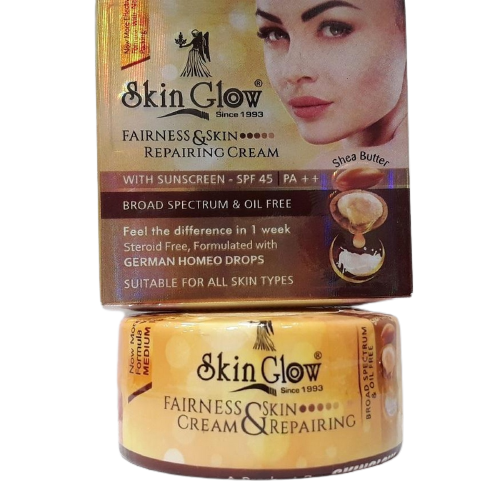 Skin Glow®
Since 1993
FAIRNESS & SKIN
REPAIRING CREAM
Shea Butter
WITH SUNSCREEN - SPF 45 | PA ++
BROAD SPECTRUM & OIL FREE
Feel the difference in 1 week
Steroid Free, Formulated with
GERMAN HOMEO DROPS
SUITABLE FOR ALL SKIN TYPES
Now More
Formula
MEDIUM
Skin Glow®
Since 1993
FAIRNESS & SKIN
CREAM & REPAIRING
BROAD SPECTRUM
& OIL FREE